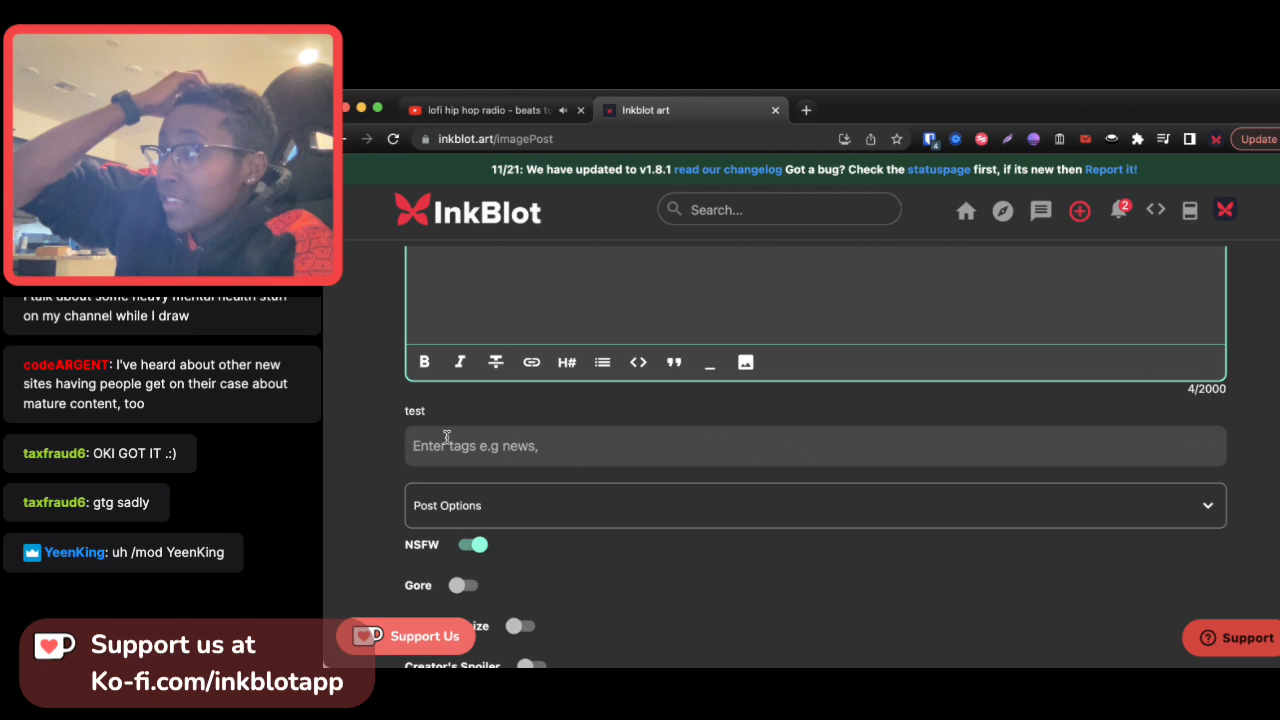 lofi hip hop radio - beats to
Inkblot art
inkblot.art/imagePost
4
Update
11/21: We have updated to v1.8.1 read our changelog Got a bug? Check the statuspage first, if its new then Report it!
InkBlot
Search...
2
I talk about some heavy mental health stuff
on my channel while I draw
codeARGENT: I've heard about other new
sites having people get on their case about
mature content, too
taxfraud6: OKI GOT IT .:)
taxfraud6: gtg sadly
YeenKing: uh /mod YeenKing
B I S H# <> _
4/2000
test
Enter tags e.g news,
Post Options
NSFW
Gore
ize
Creator's Spoiler
Support Us
Support
Support us at
Ko-fi.com/inkblotapp